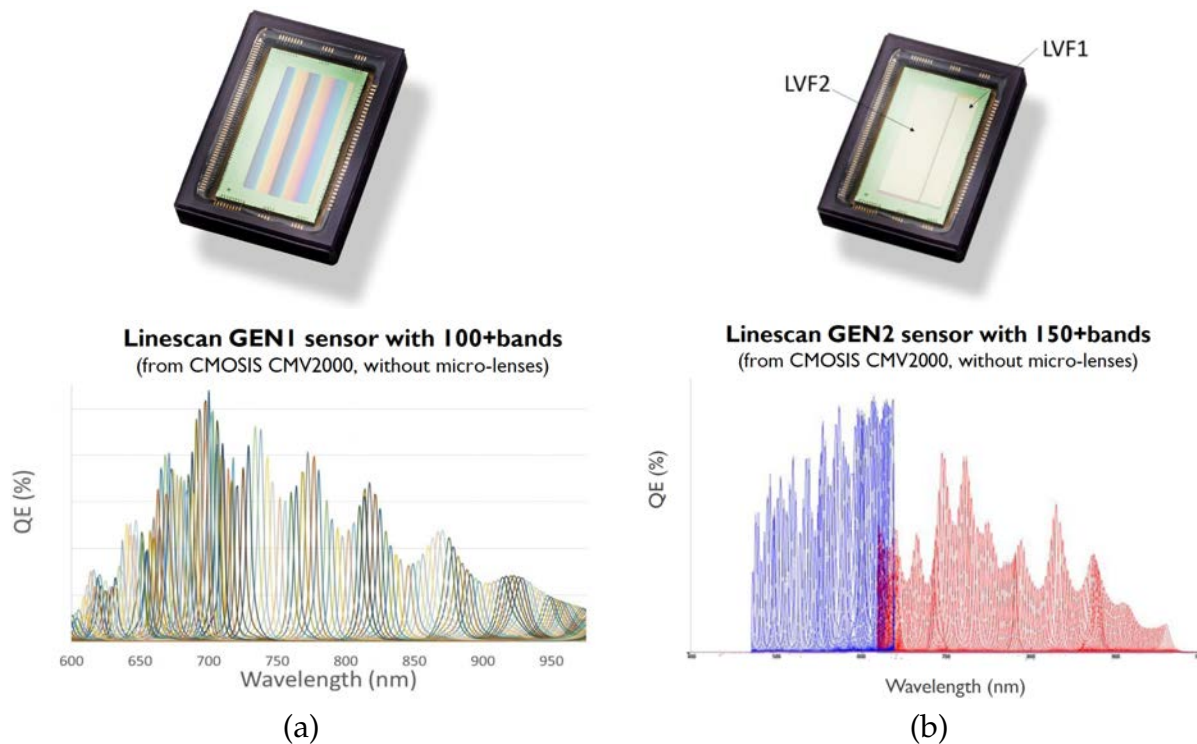 LVF1
LVF2
Linescan GEN1 sensor with 100+bands
(from CMOSIS CMV2000, without micro-lenses)
QE (%)
600 650 700 750 800 850 900 950
Wavelength (nm)
(a)
Linescan GEN2 sensor with 150+bands
(from CMOSIS CMV2000, without micro-lenses)
QE (%)
Wavelength (nm)
(b)